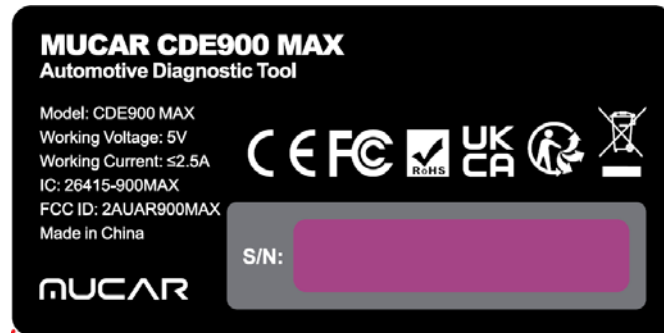 MUCAR CDE900 MAX
Automotive Diagnostic Tool
Model: CDE900 MAX
Working Voltage: 5V
Working Current: ≤2.5A
IC: 26415-900MAX
FCC ID: 2AUAR900MAX
Made in China
CE FC RoHS UK CA
S/N:
MUCAR